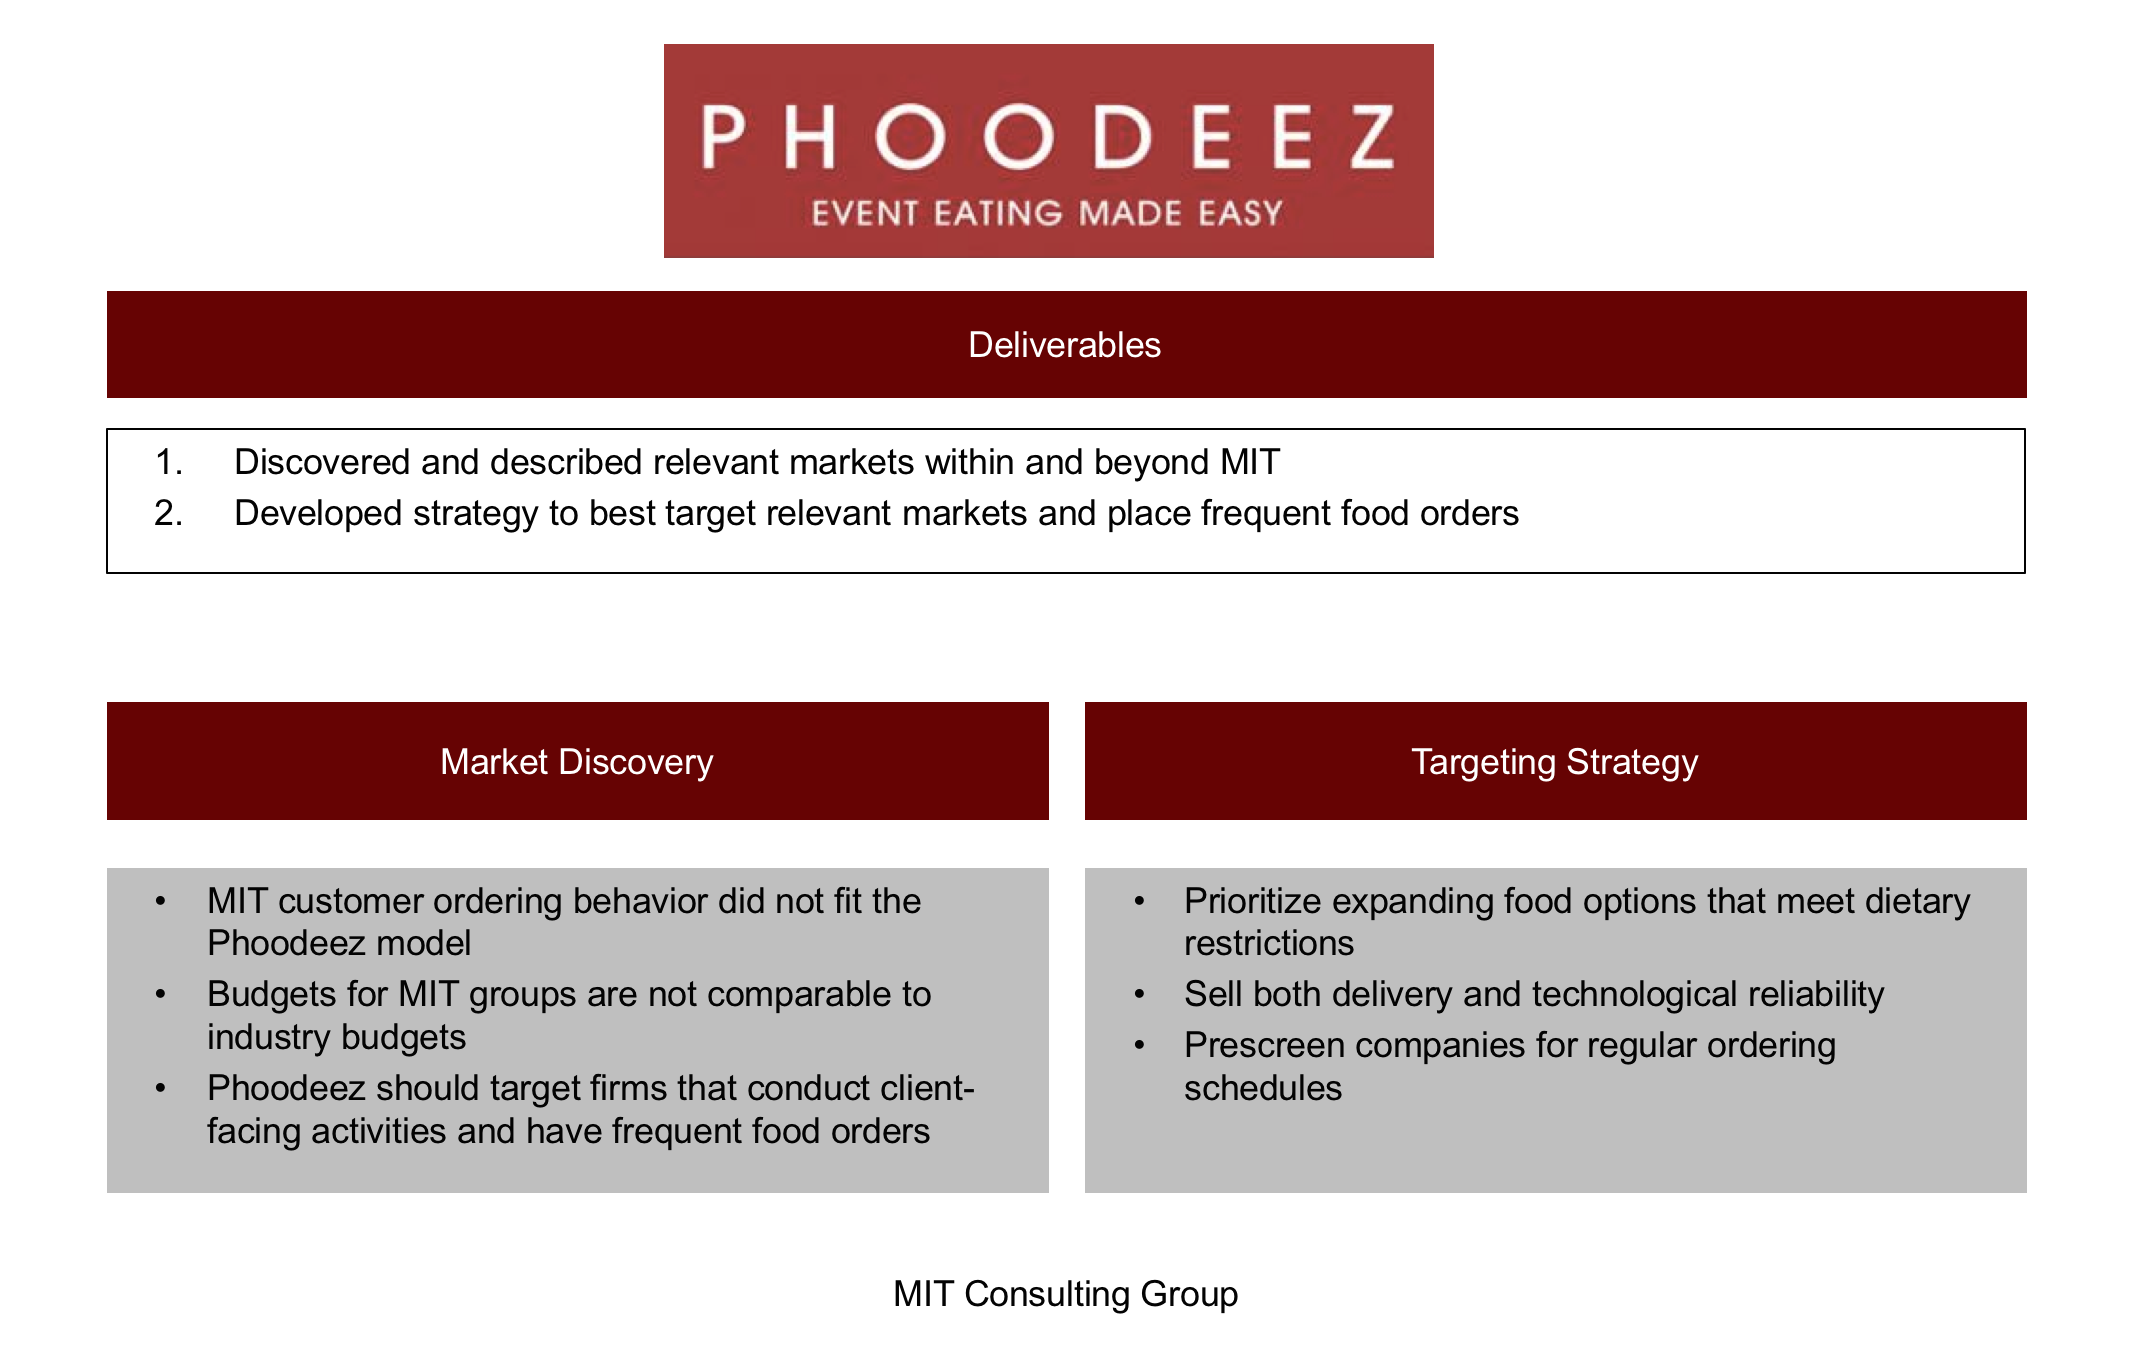 PHOODEEZ
EVENT EATING MADE EASY
Deliverables
1. Discovered and described relevant markets within and beyond MIT
2. Developed strategy to best target relevant markets and place frequent food orders
Market Discovery
• MIT customer ordering behavior did not fit the
Phoodeez model
• Budgets for MIT groups are not comparable to
industry budgets
• Phoodeez should target firms that conduct client-
facing activities and have frequent food orders
Targeting Strategy
• Prioritize expanding food options that meet dietary
restrictions
• Sell both delivery and technological reliability
• Prescreen companies for regular ordering
schedules
MIT Consulting Group